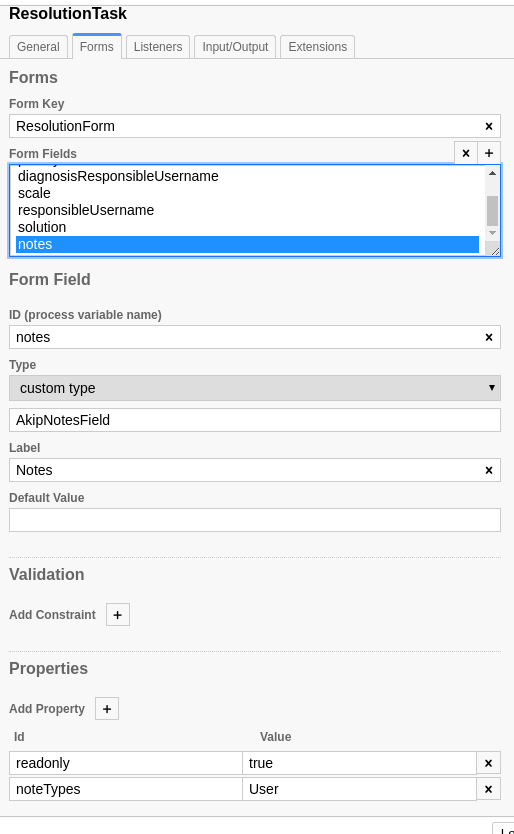 ResolutionTask
General Forms Listeners Input/Output Extensions
Forms
Form Key
ResolutionForm ×
Form Fields × +
diagnosisResponsibleUsername
scale
responsibleUsername
solution
notes
Form Field
ID (process variable name)
notes ×
Type
custom type
AkipNotesField
Label
Notes ×
Default Value
Validation
Add Constraint +
Properties
Add Property +
Id Value
readonly true ×
noteTypes User ×